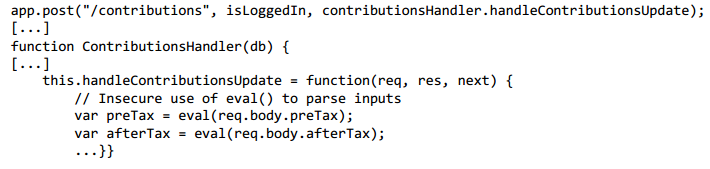 app.post("/contributions", isLoggedIn, contributionsHandler.handleContributionsUpdate);
[...]
function ContributionsHandler(db) {
[...]
    this.handleContributionsUpdate = function(req, res, next) {
        // Insecure use of eval() to parse inputs
        var preTax = eval(req.body.preTax);
        var afterTax = eval(req.body.afterTax);
        ...}}